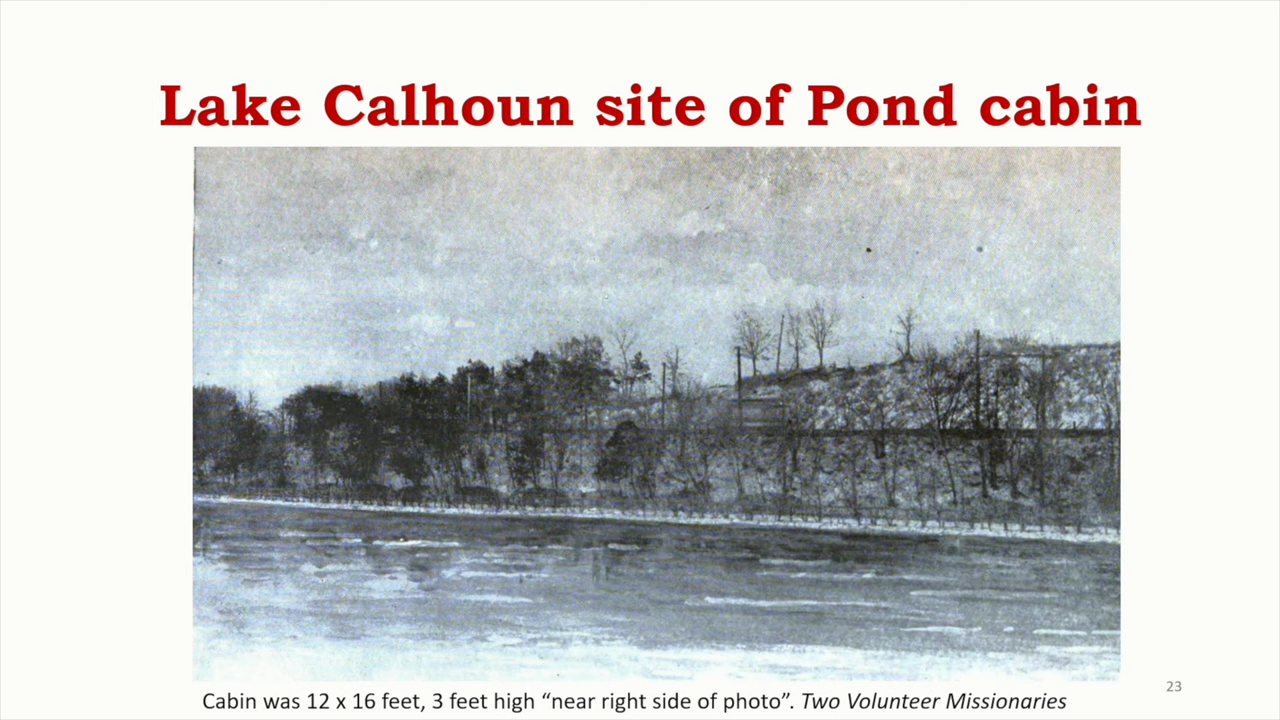 Lake Calhoun site of Pond cabin
Cabin was 12 x 16 feet, 3 feet high “near right side of photo”. Two Volunteer Missionaries
23